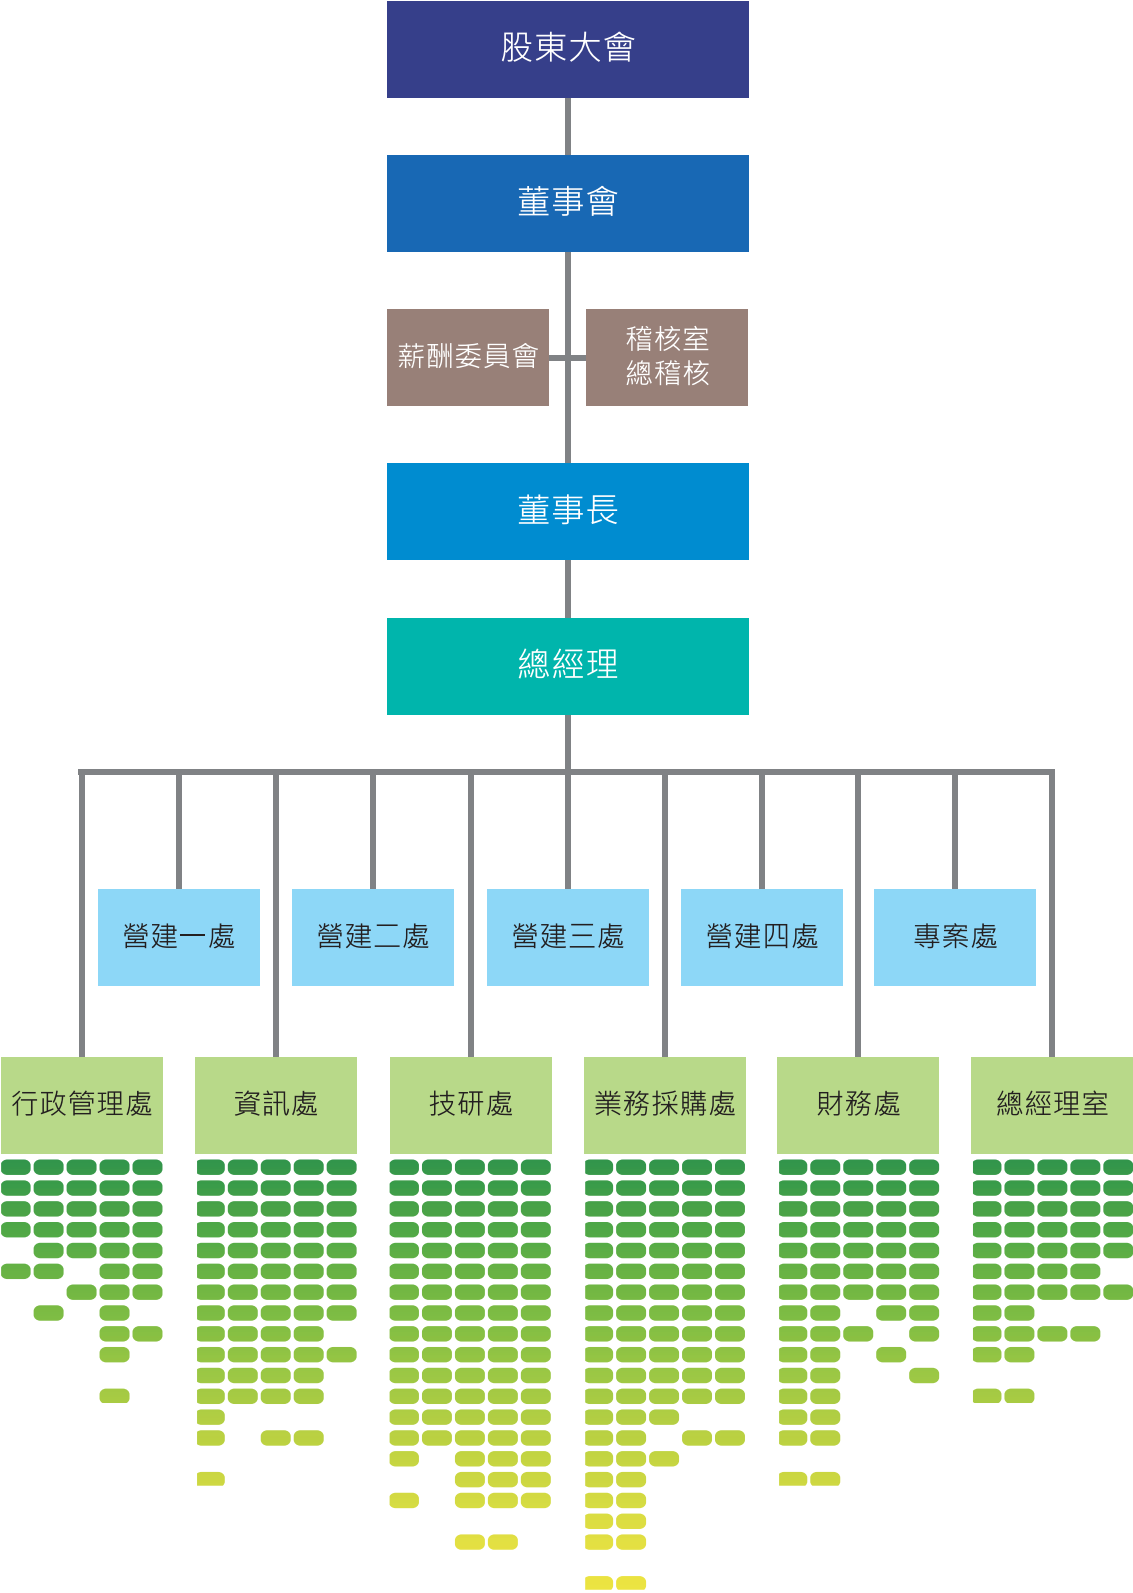 股東大會
董事會
薪酬委員會
稽核室
總稽核
董事長
總經理
營建一處
營建二處
營建三處
營建四處
專案處
行政管理處
資訊處
技研處
業務採購處
財務處
總經理室